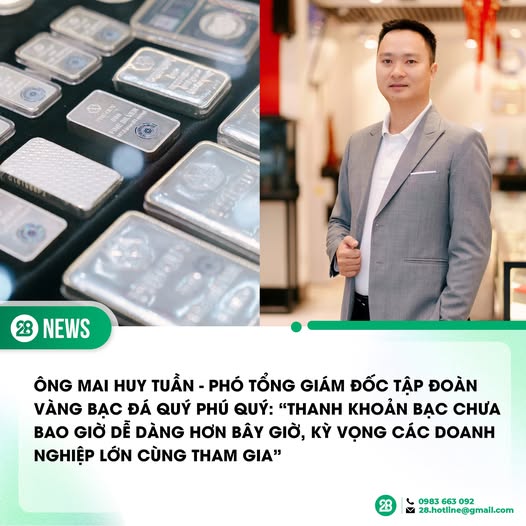 28 NEWS
ÔNG MAI HUY TUẤN - PHÓ TỔNG GIÁM ĐỐC TẬP ĐOÀN
VÀNG BẠC ĐÁ QUÝ PHÚ QUÝ: “THANH KHOẢN BẠC CHƯA
BAO GIỜ DỄ DÀNG HƠN BÂY GIỜ, KỲ VỌNG CÁC DOANH
NGHIỆP LỚN CÙNG THAM GIA”
28
0983 663 092
28.hotline@gmail.com